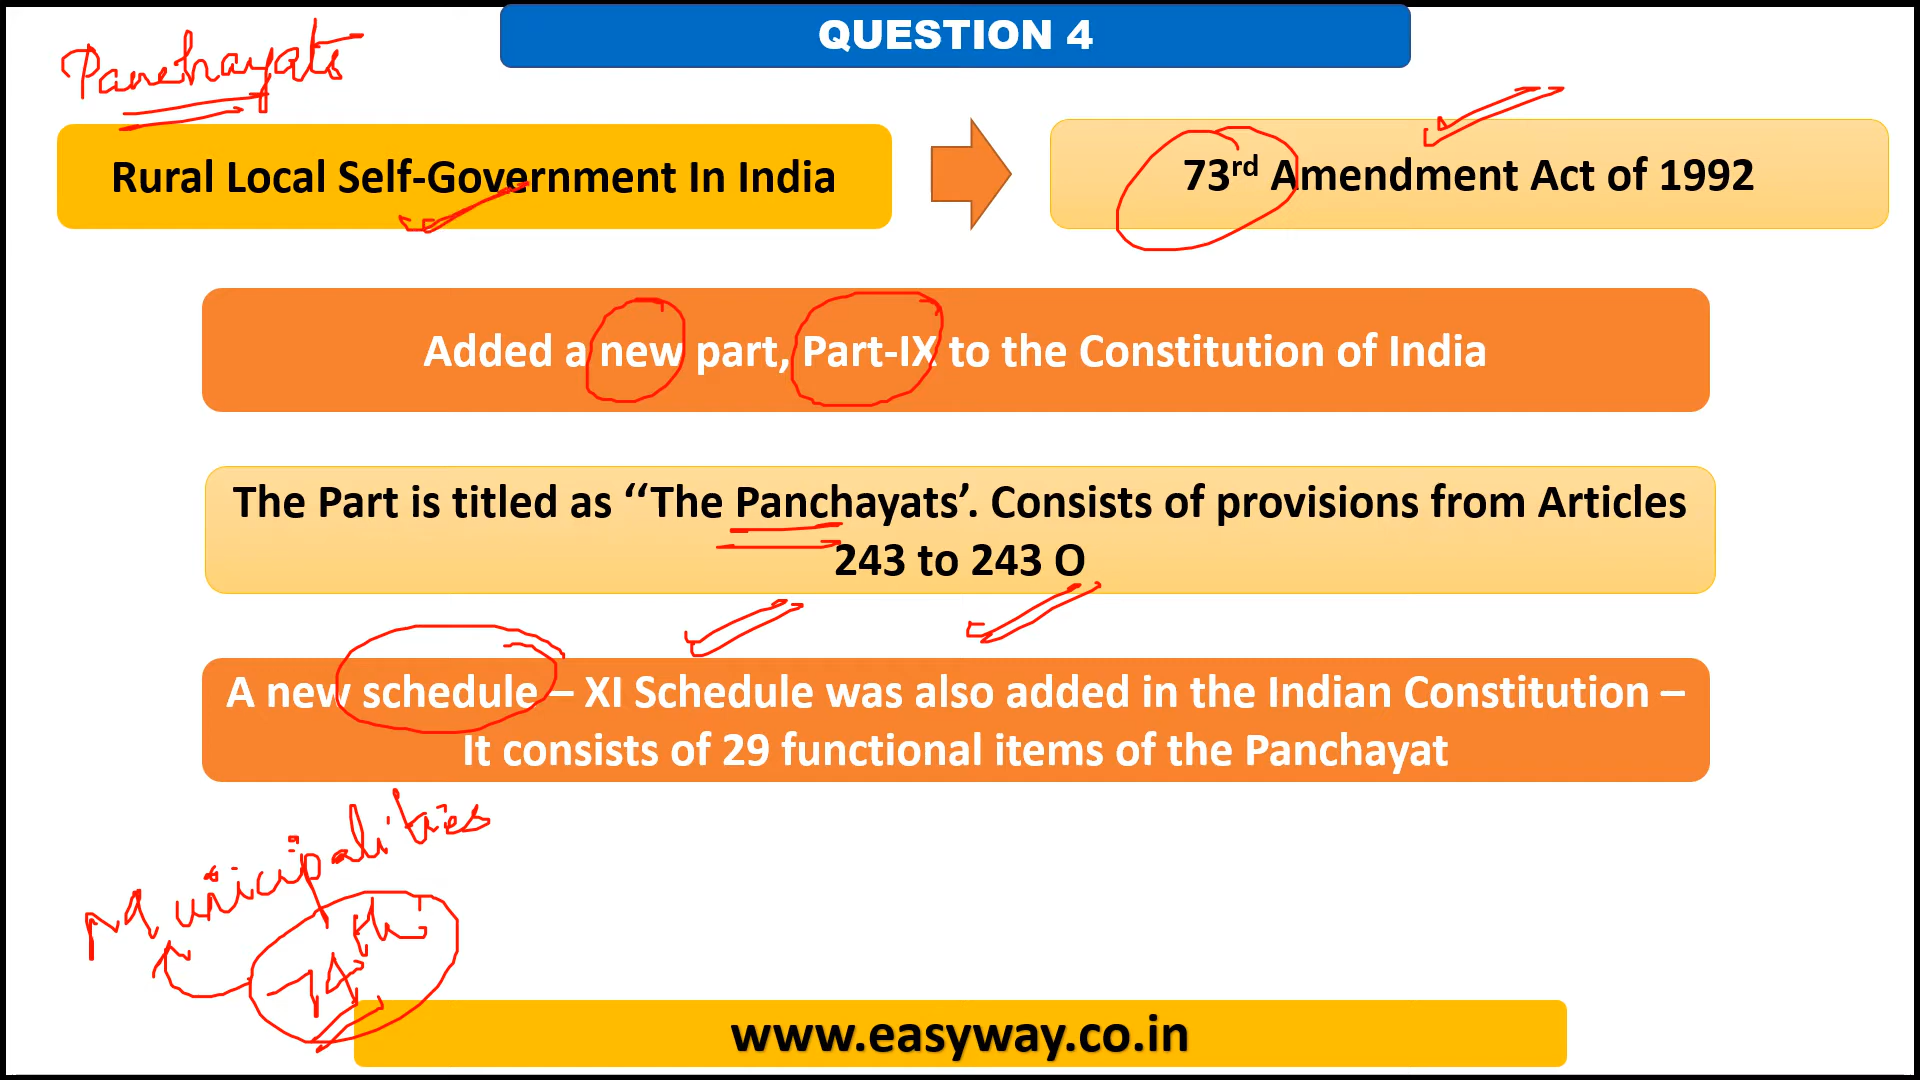 QUESTION 4
Panchayats
Rural Local Self-Government In India
73rd Amendment Act of 1992
Added a new part, Part-IX to the Constitution of India
The Part is titled as ‘‘The Panchayats’. Consists of provisions from Articles
243 to 243 O
A new schedule – XI Schedule was also added in the Indian Constitution –
It consists of 29 functional items of the Panchayat
Municipalities
74th
www.easyway.co.in